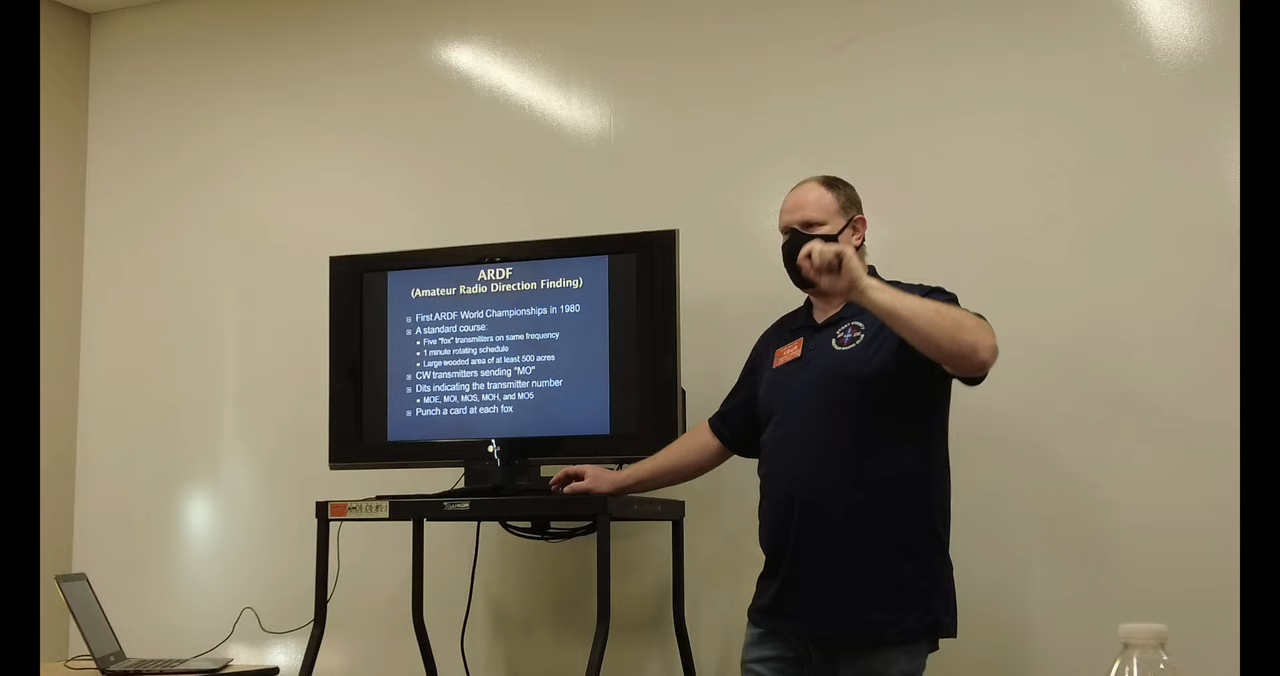 ARDF
(Amateur Radio Direction Finding)
First ARDF World Championships in 1980
A standard course:
Five "fox" transmitters on same frequency
1 minute rotating schedule
Large wooded area of at least 500 acres
CW transmitters sending "MO"
Dits indicating the transmitter number
MOE, MOI, MOS, MOH, and MO5
Punch a card at each fox